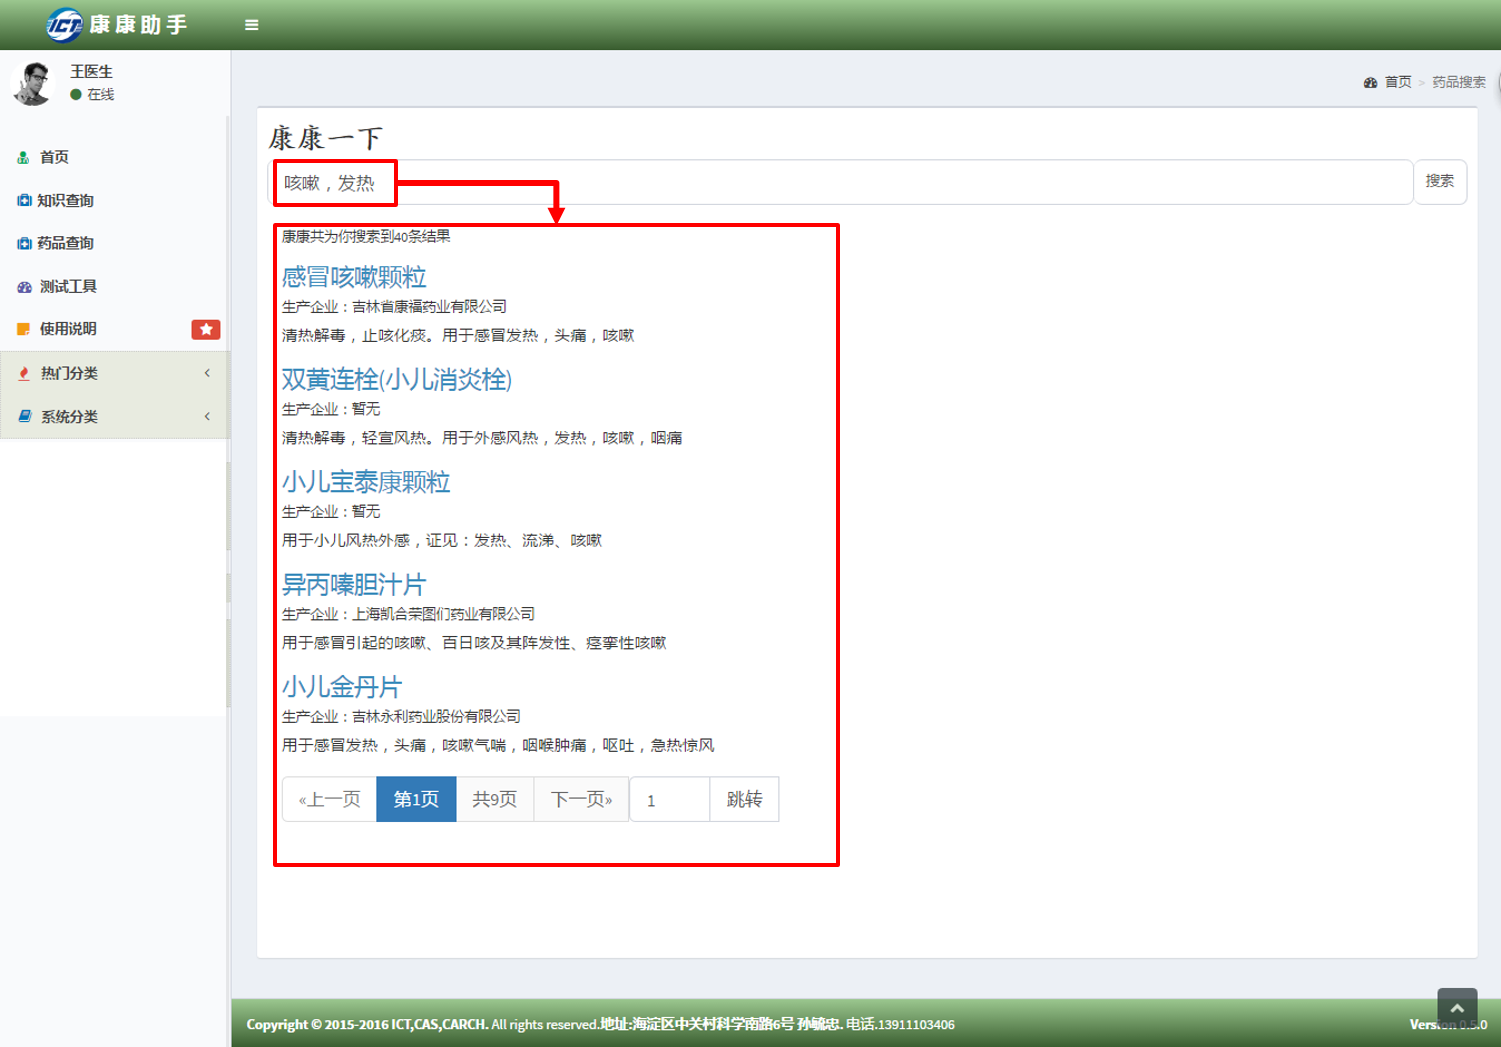 ICT 康康助手
王医生
在线
首页 > 药品搜索
首页
知识查询
药品查询
测试工具
使用说明
热门分类
系统分类
康康一下
咳嗽，发热
搜索
康康共为你搜索到40条结果
感冒咳嗽颗粒
生产企业：吉林省康福药业有限公司
清热解毒，止咳化痰。用于感冒发热，头痛，咳嗽
双黄连栓(小儿消炎栓)
生产企业：暂无
清热解毒，轻宣风热。用于外感风热，发热，咳嗽，咽痛
小儿宝泰康颗粒
生产企业：暂无
用于小儿风热外感，证见：发热、流涕、咳嗽
异丙嗪胆汁片
生产企业：上海凯合荣图们药业有限公司
用于感冒引起的咳嗽、百日咳及其阵发性、痉挛性咳嗽
小儿金丹片
生产企业：吉林永利药业股份有限公司
用于感冒发热，头痛，咳嗽气喘，咽喉肿痛，呕吐，急热惊风
«上一页 第1页 共9页 下一页» 1 跳转
Copyright © 2015-2016 ICT,CAS,CARCH. All rights reserved.地址:海淀区中关村科学南路6号 孙毓忠. 电话.13911103406
Version 0.5.0